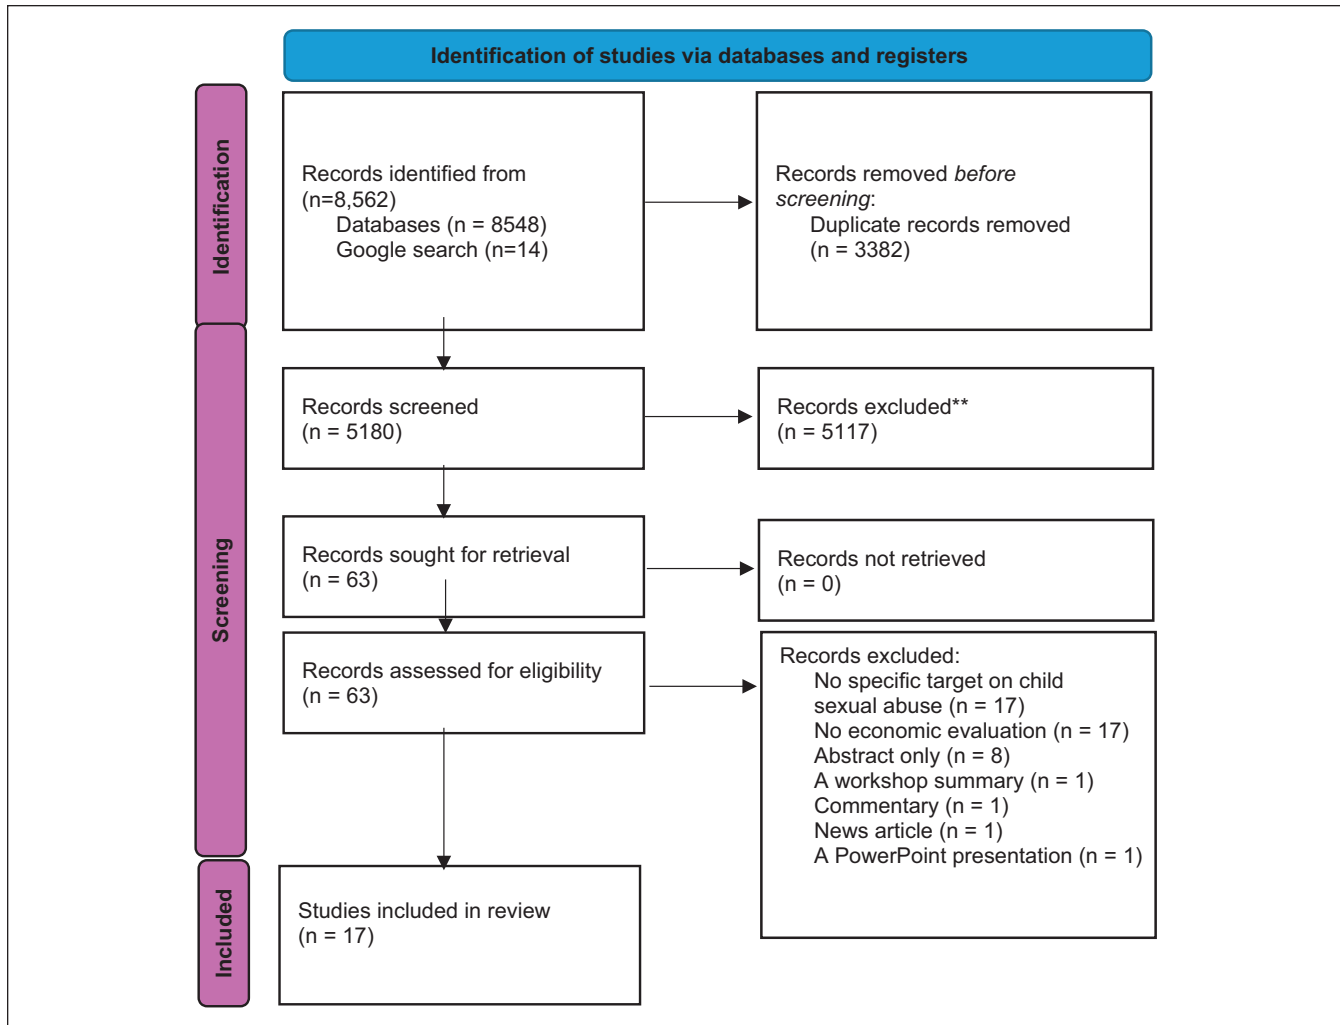 Identification of studies via databases and registers
Identification
Records identified from
(n=8,562)
Databases (n = 8548)
Google search (n=14)
Records removed before
screening:
Duplicate records removed
(n = 3382)
Screening
Records screened
(n = 5180)
Records excluded**
(n = 5117)
Records sought for retrieval
(n = 63)
Records not retrieved
(n = 0)
Records assessed for eligibility
(n = 63)
Records excluded:
No specific target on child
sexual abuse (n = 17)
No economic evaluation (n = 17)
Abstract only (n = 8)
A workshop summary (n = 1)
Commentary (n = 1)
News article (n = 1)
A PowerPoint presentation (n = 1)
Included
Studies included in review
(n = 17)